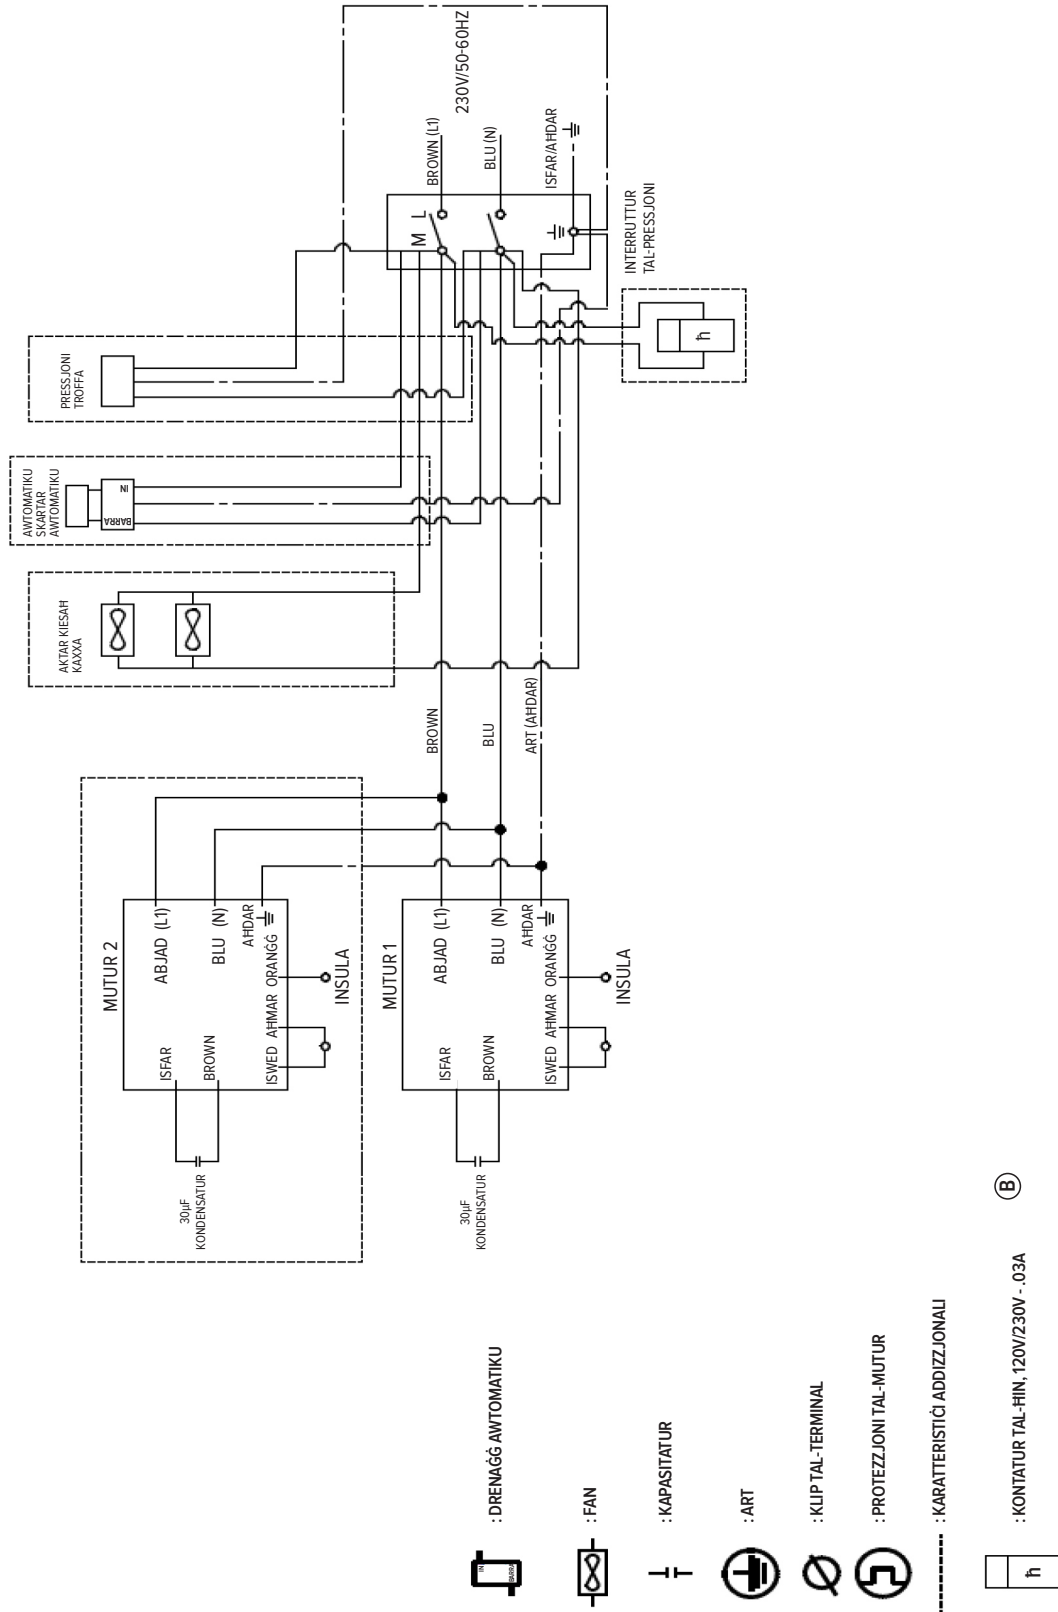 230V/50-60HZ
BROWN (L1)
BLU (N)
ISFAR/AĦDAR
L
M
INTERRUTTUR
TAL-PRESSJONI
ħ
PRESSJONI
TROFFA
AWTOMATIKU
SKARTAR
AWTOMATIKU
IN
BARRA
AKTAR KIESAĦ
KAXXA
BROWN
BLU
ART (AĦDAR)
MUTUR 2
ABJAD (L1)
BLU (N)
AĦDAR
ISFAR
BROWN
ISWED AĦMAR ORANĠĠ
INSULA
30µF
KONDENSATUR
MUTUR 1
ABJAD (L1)
BLU (N)
AĦDAR
ISFAR
BROWN
ISWED AĦMAR ORANĠĠ
INSULA
30µF
KONDENSATUR
IN
BARRA
: DRENAĠĠ AWTOMATIKU
: FAN
: KAPASITATUR
: ART
: KLIP TAL-TERMINAL
: PROTEZZJONI TAL-MUTUR
: KARATTERISTIĊI ADDIZZJONALI
ħ
: KONTATUR TAL-ĦIN, 120V/230V - .03A
B